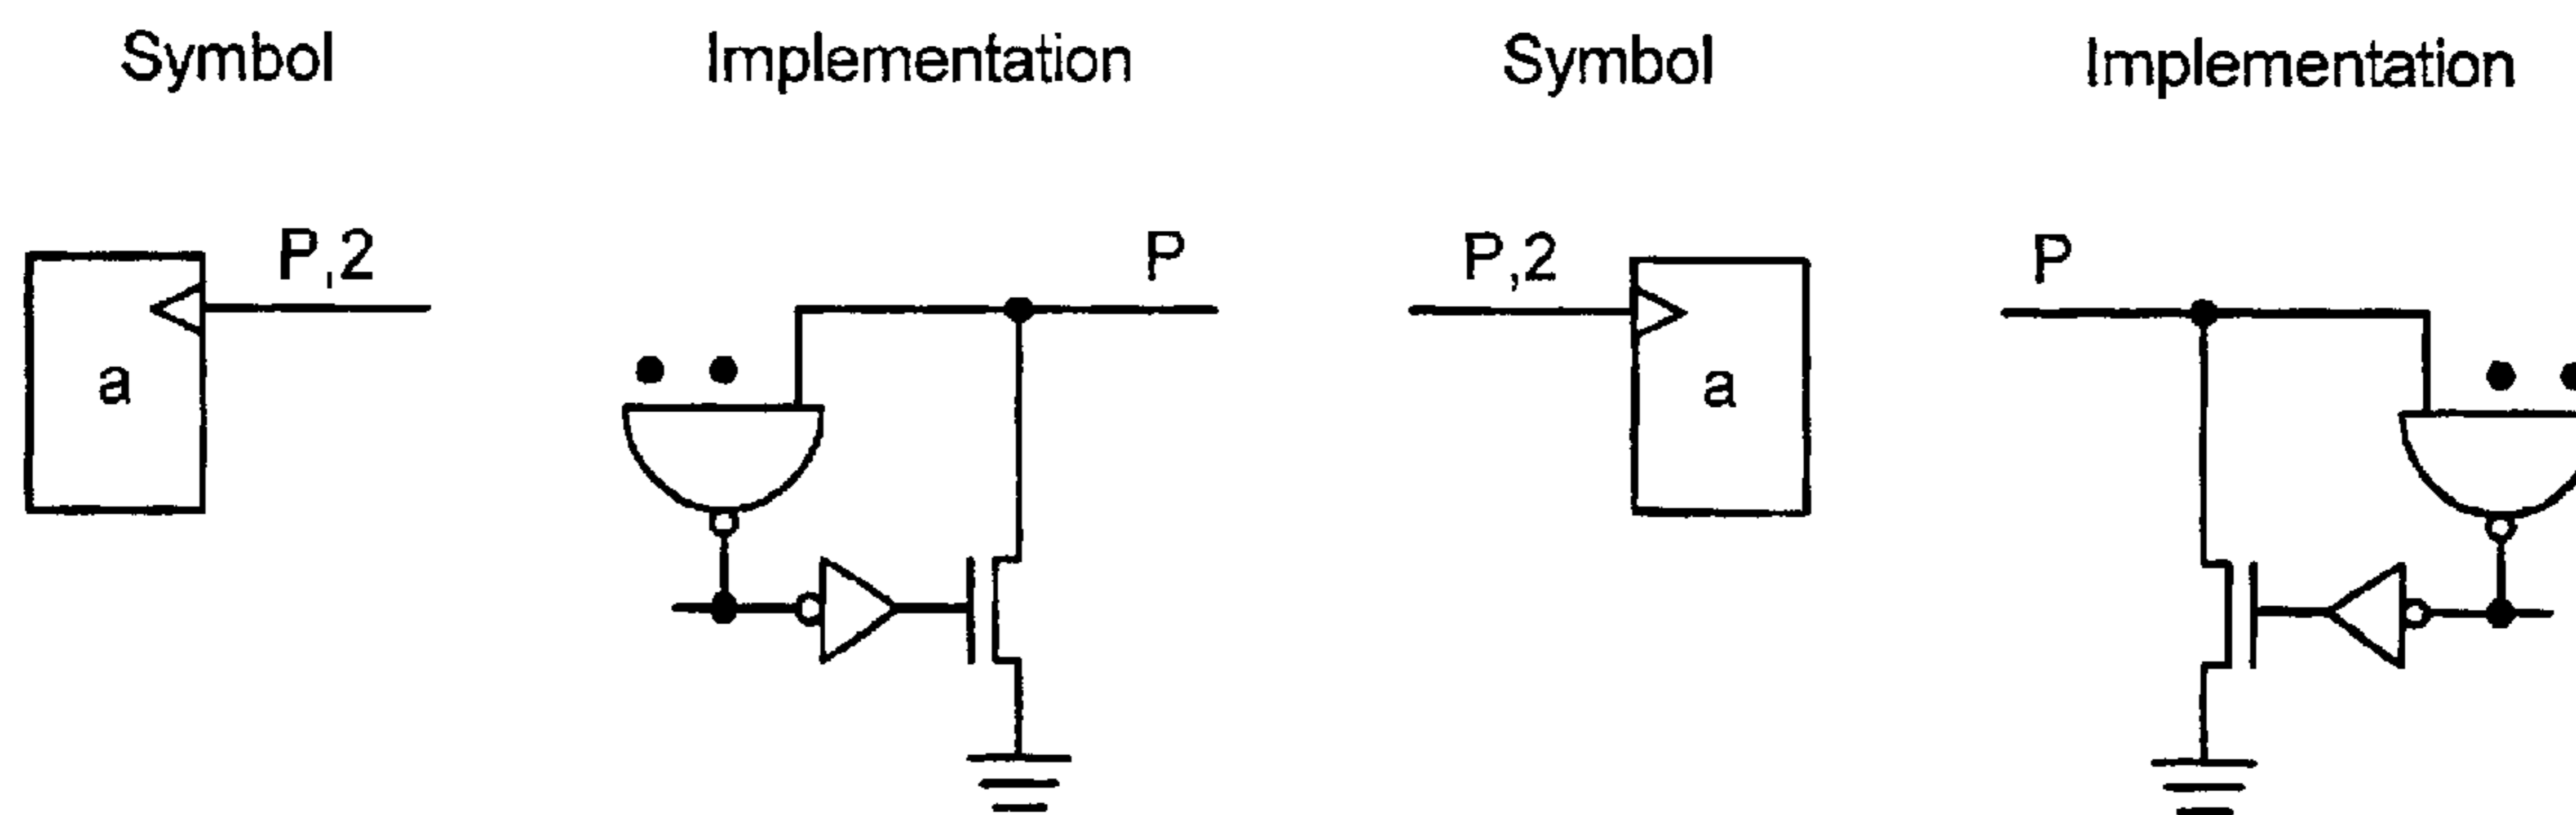 Symbol Implementation Symbol Implementation
P,2 P P,2 P
a a